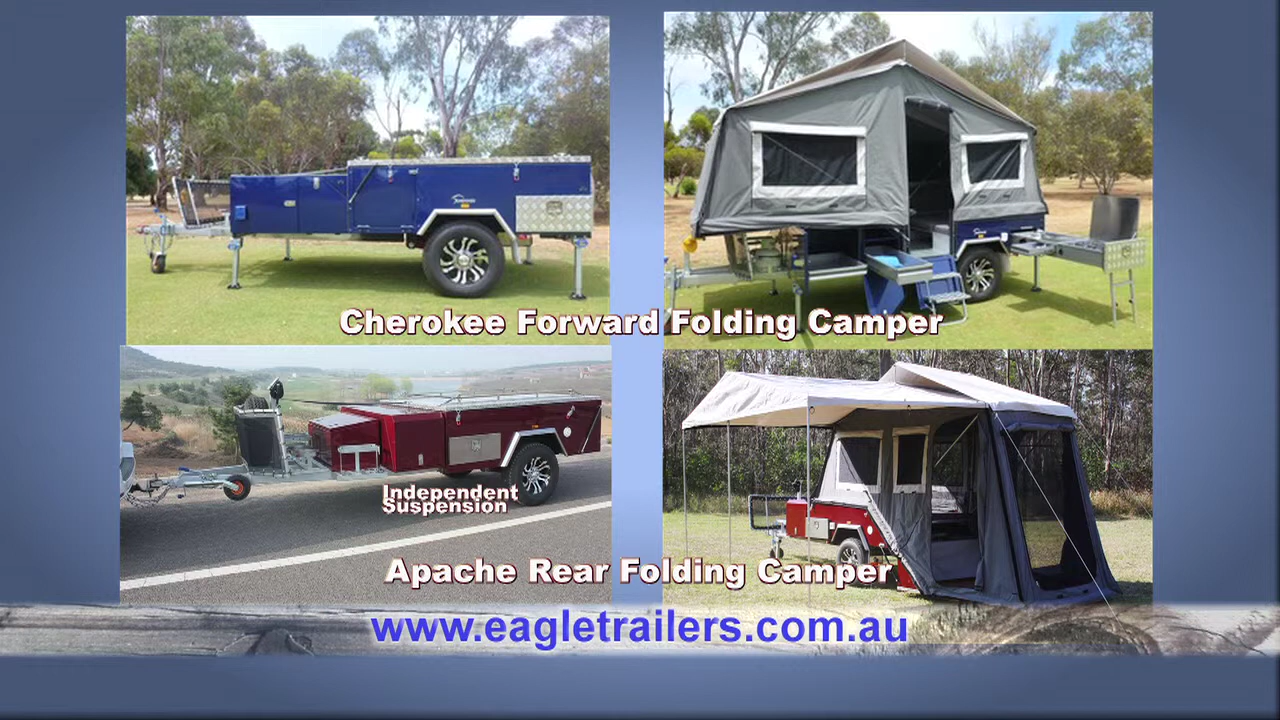 Cherokee Forward Folding Camper
Independent
Suspension
Apache Rear Folding Camper
www.eagletrailers.com.au